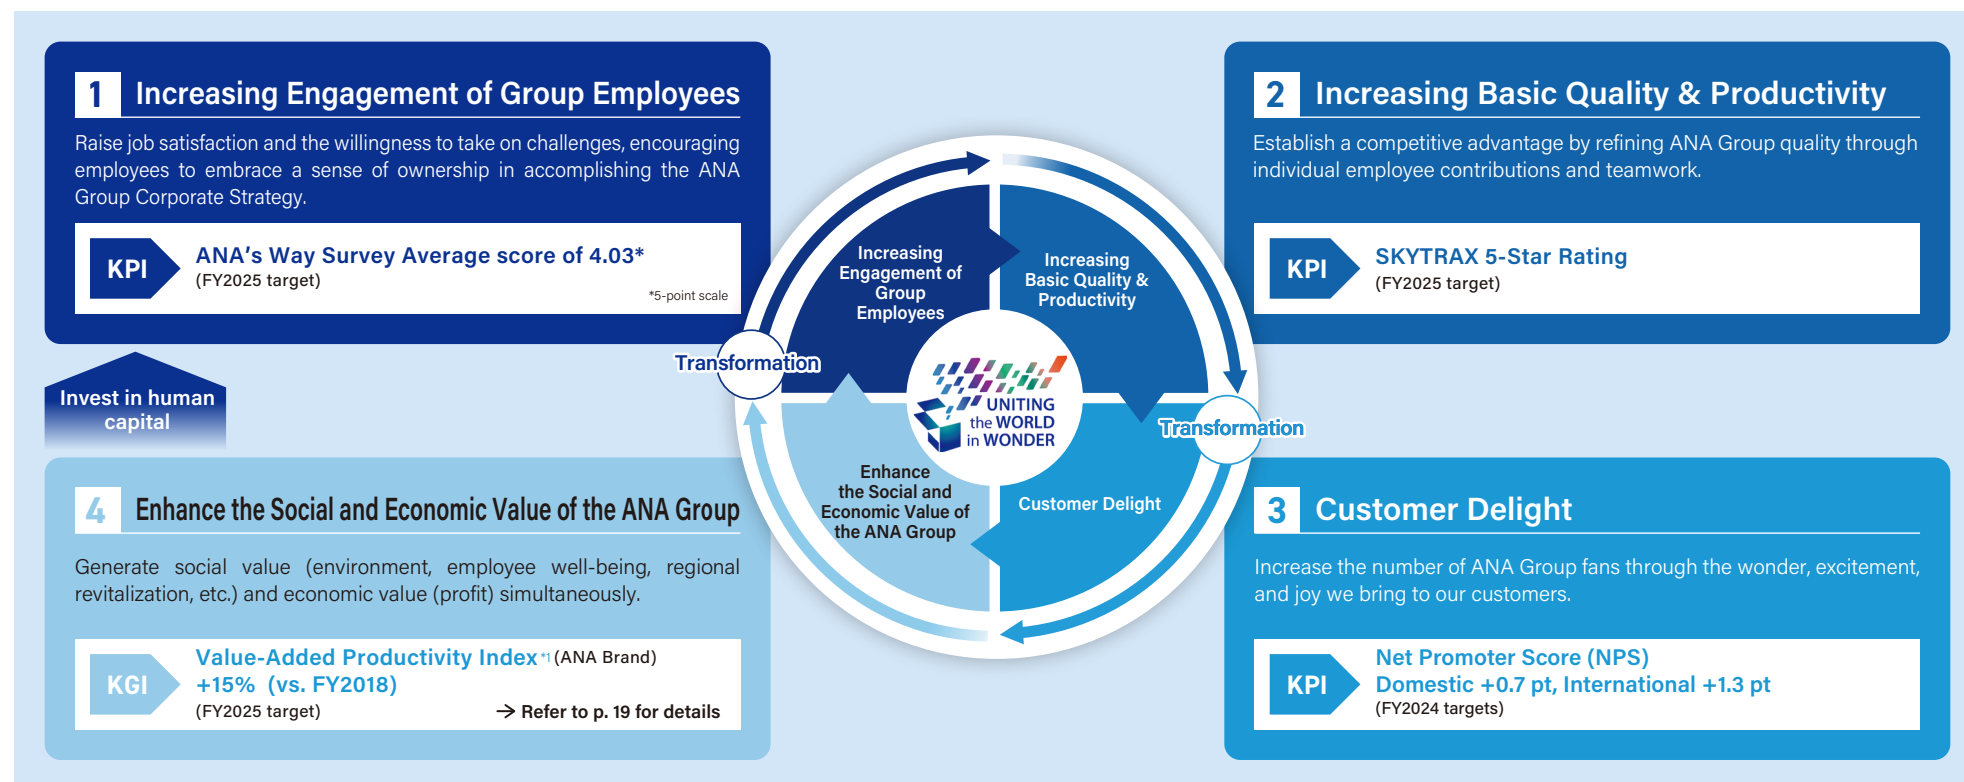 1 Increasing Engagement of Group Employees
Raise job satisfaction and the willingness to take on challenges, encouraging
employees to embrace a sense of ownership in accomplishing the ANA
Group Corporate Strategy.
KPI
ANA's Way Survey Average score of 4.03*
(FY2025 target)
*5-point scale
2 Increasing Basic Quality & Productivity
Establish a competitive advantage by refining ANA Group quality through
individual employee contributions and teamwork.
KPI
SKYTRAX 5-Star Rating
(FY2025 target)
Increasing
Engagement of
Group
Employees
Increasing
Basic Quality &
Productivity
Transformation
UNITING
the WORLD
in WONDER
Transformation
Enhance
the Social and
Economic Value of
the ANA Group
Customer Delight
Invest in human
capital
4 Enhance the Social and Economic Value of the ANA Group
Generate social value (environment, employee well-being, regional
revitalization, etc.) and economic value (profit) simultaneously.
KGI
Value-Added Productivity Index*1 (ANA Brand)
+15% (vs. FY2018)
(FY2025 target)
→ Refer to p. 19 for details
3 Customer Delight
Increase the number of ANA Group fans through the wonder, excitement,
and joy we bring to our customers.
KPI
Net Promoter Score (NPS)
Domestic +0.7 pt, International +1.3 pt
(FY2024 targets)